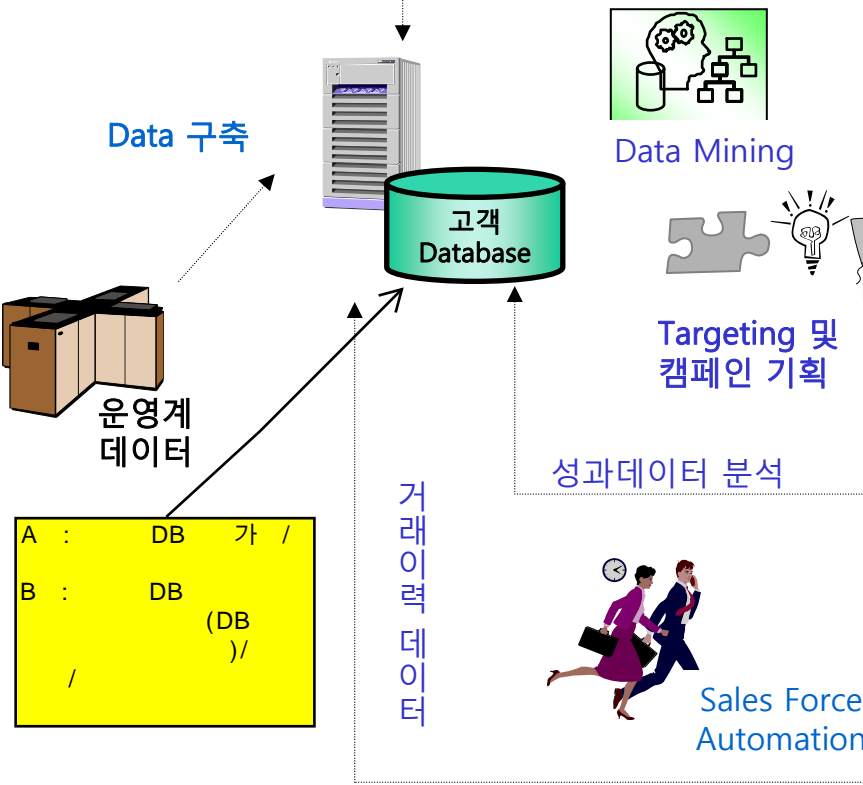 Data 구축
Data Mining
고객
Database
Targeting 및
캠페인 기획
운영계
데이터
성과데이터 분석
거래이력 데이터
A : DB 가 /
B : DB
(DB
)/
/
Sales Force
Automation